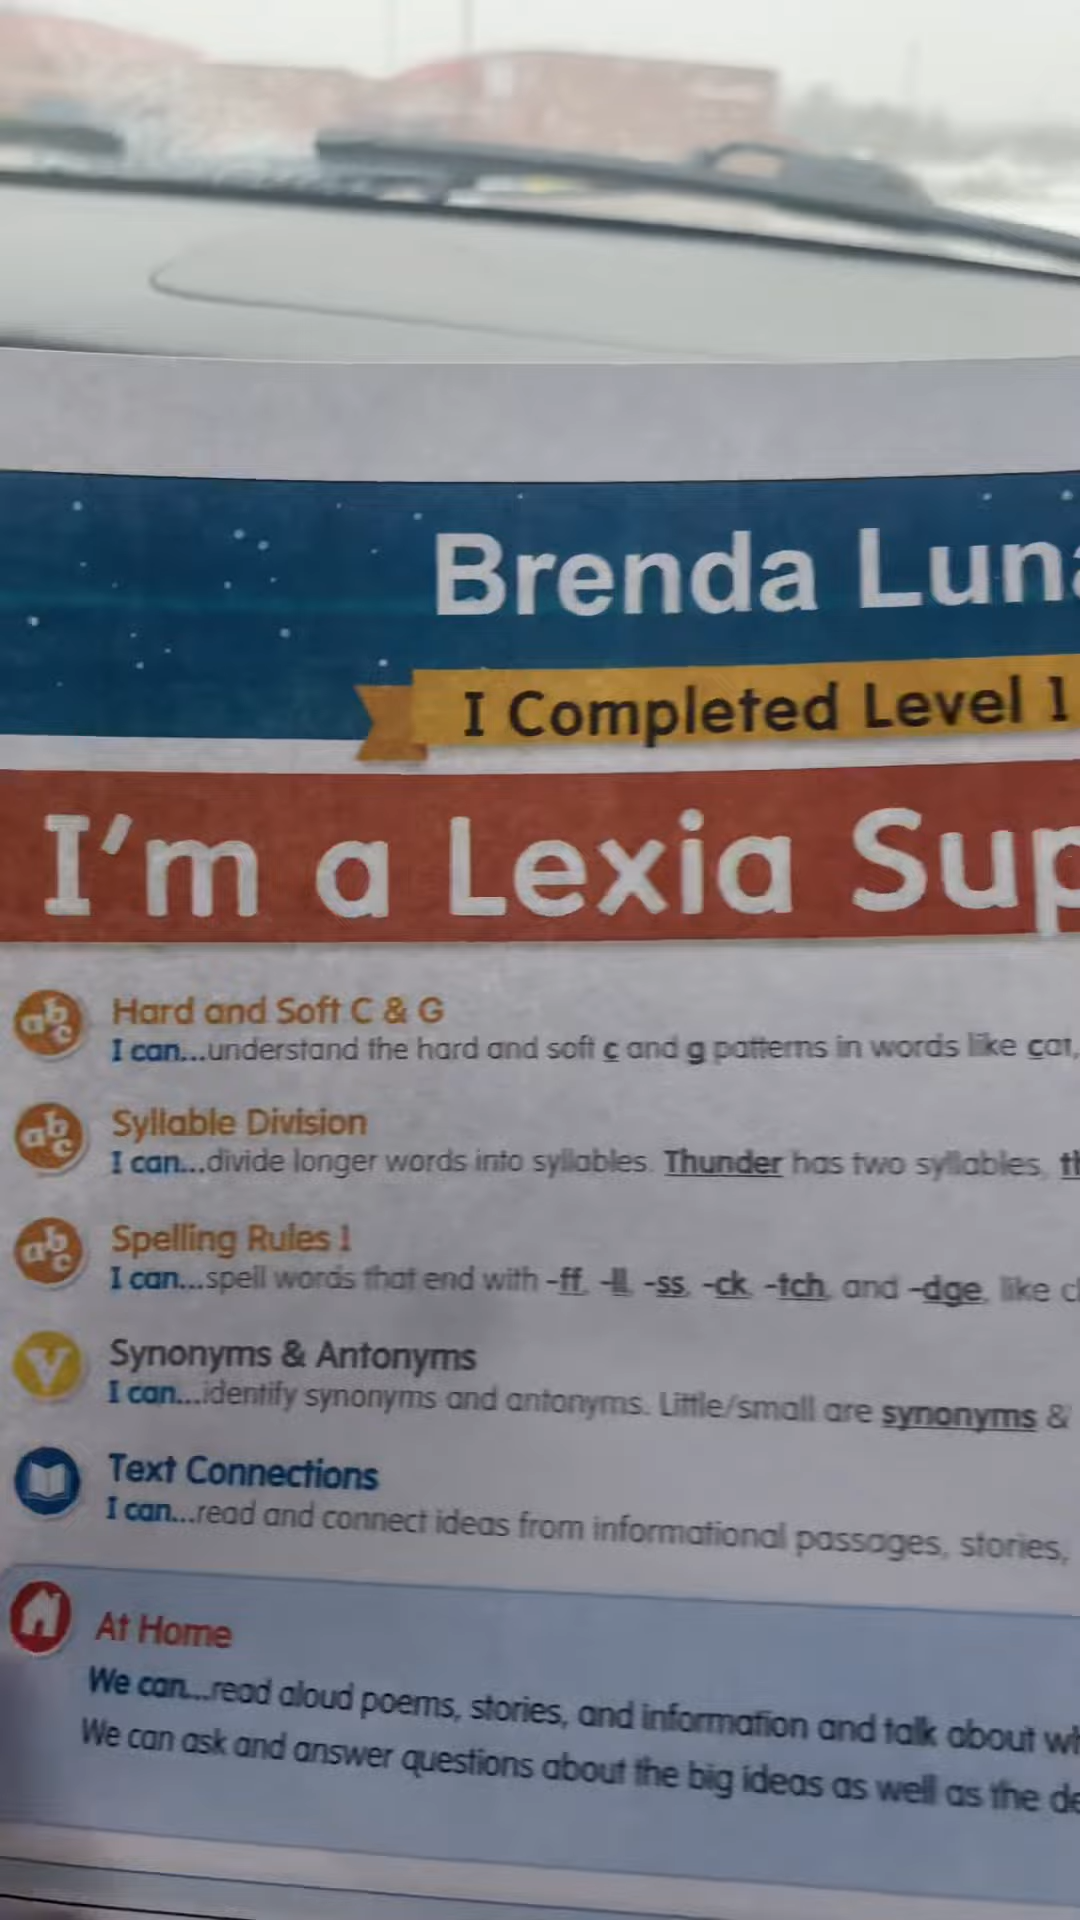 Brenda Luna
I Completed Level 1
I'm a Lexia Sup
Hard and Soft C & G
I can...understand the hard and soft c and g patterns in words like cat,
Syllable Division
I can...divide longer words into syllables. Thunder has two syllables, th
Spelling Rules 1
I can...spell words that end with -ff, -ll, -ss, -ck, -tch, and -dge, like c
Synonyms & Antonyms
I can...identify synonyms and antonyms. Little/small are synonyms &
Text Connections
I can...read and connect ideas from informational passages, stories,
At Home
We can...read aloud poems, stories, and information and talk about wh
We can ask and answer questions about the big ideas as well as the de